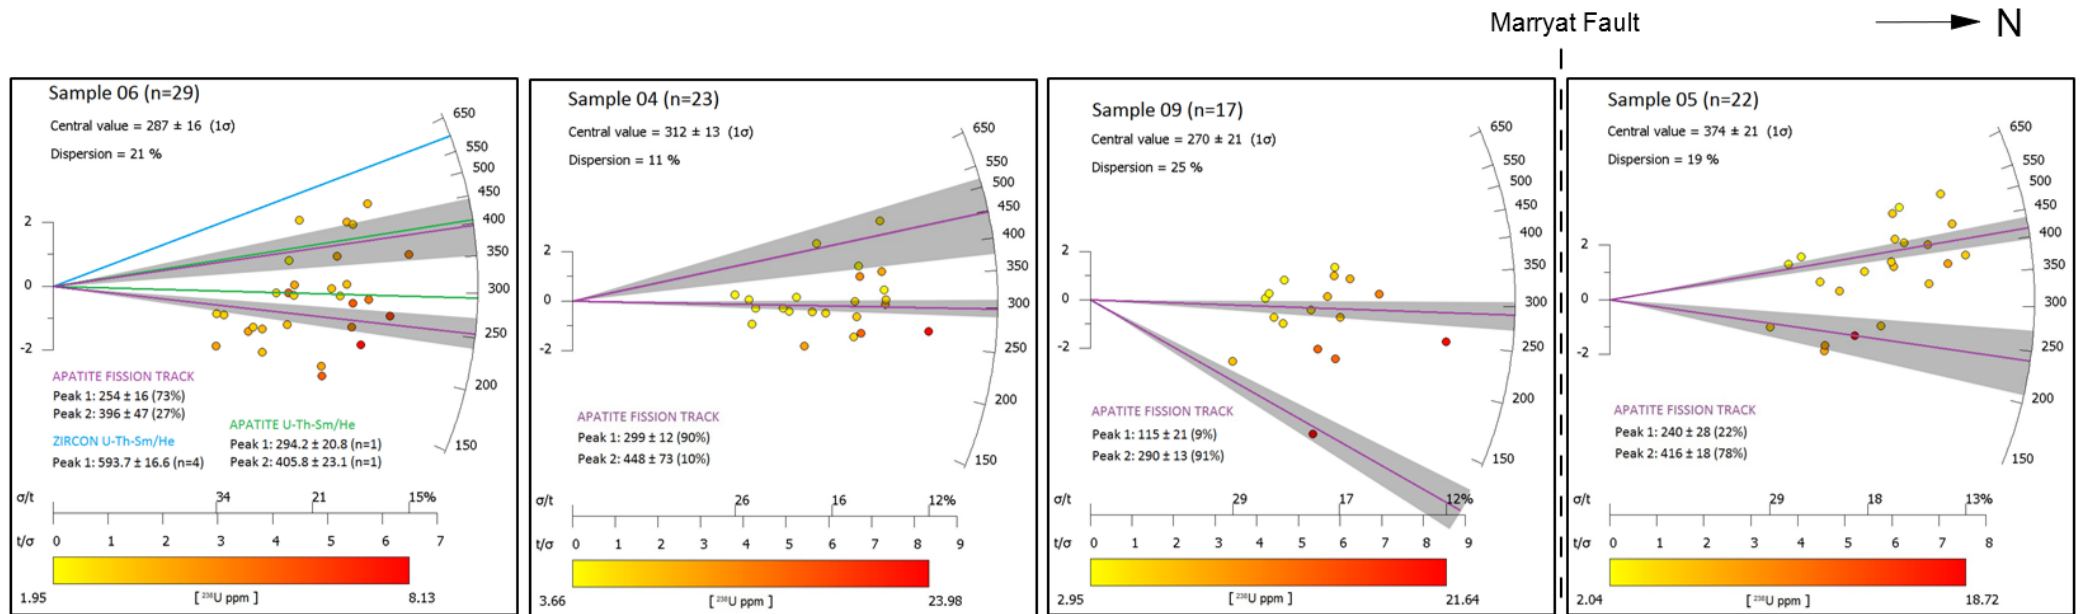 Marryat Fault
N
Sample 06 (n=29)
Central value = 287 ± 16 (1σ)
Dispersion = 21 %
650
550
500
450
400
350
300
250
200
150
2
0
-2
APATITE FISSION TRACK
Peak 1: 254 ± 16 (73%)
Peak 2: 396 ± 47 (27%)
ZIRCON U-Th-Sm/He
Peak 1: 593.7 ± 16.6 (n=4)
APATITE U-Th-Sm/He
Peak 1: 294.2 ± 20.8 (n=1)
Peak 2: 405.8 ± 23.1 (n=1)
σ/t 34 21 15%
t/σ 0 1 2 3 4 5 6 7
1.95 [ ²³⁸U ppm ] 8.13
Sample 04 (n=23)
Central value = 312 ± 13 (1σ)
Dispersion = 11 %
650
550
500
450
400
350
300
250
200
150
2
0
-2
APATITE FISSION TRACK
Peak 1: 299 ± 12 (90%)
Peak 2: 448 ± 73 (10%)
σ/t 26 16 12%
t/σ 0 1 2 3 4 5 6 7 8 9
3.66 [ ²³⁸U ppm ] 23.98
Sample 09 (n=17)
Central value = 270 ± 21 (1σ)
Dispersion = 25 %
650
550
500
450
400
350
300
250
200
150
2
0
-2
APATITE FISSION TRACK
Peak 1: 115 ± 21 (9%)
Peak 2: 290 ± 13 (91%)
σ/t 29 17 12%
t/σ 0 1 2 3 4 5 6 7 8 9
2.95 [ ²³⁸U ppm ] 21.64
Sample 05 (n=22)
Central value = 374 ± 21 (1σ)
Dispersion = 19 %
650
550
500
450
400
350
300
250
200
150
2
0
-2
APATITE FISSION TRACK
Peak 1: 240 ± 28 (22%)
Peak 2: 416 ± 18 (78%)
σ/t 29 18 13%
t/σ 0 1 2 3 4 5 6 7 8
2.04 [ ²³⁸U ppm ] 18.72